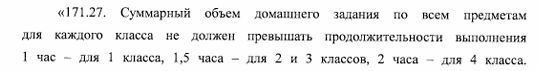 «171.27. Суммарный объем домашнего задания по всем предметам
для каждого класса не должен превышать продолжительности выполнения
1 час – для 1 класса, 1,5 часа – для 2 и 3 классов, 2 часа – для 4 класса.